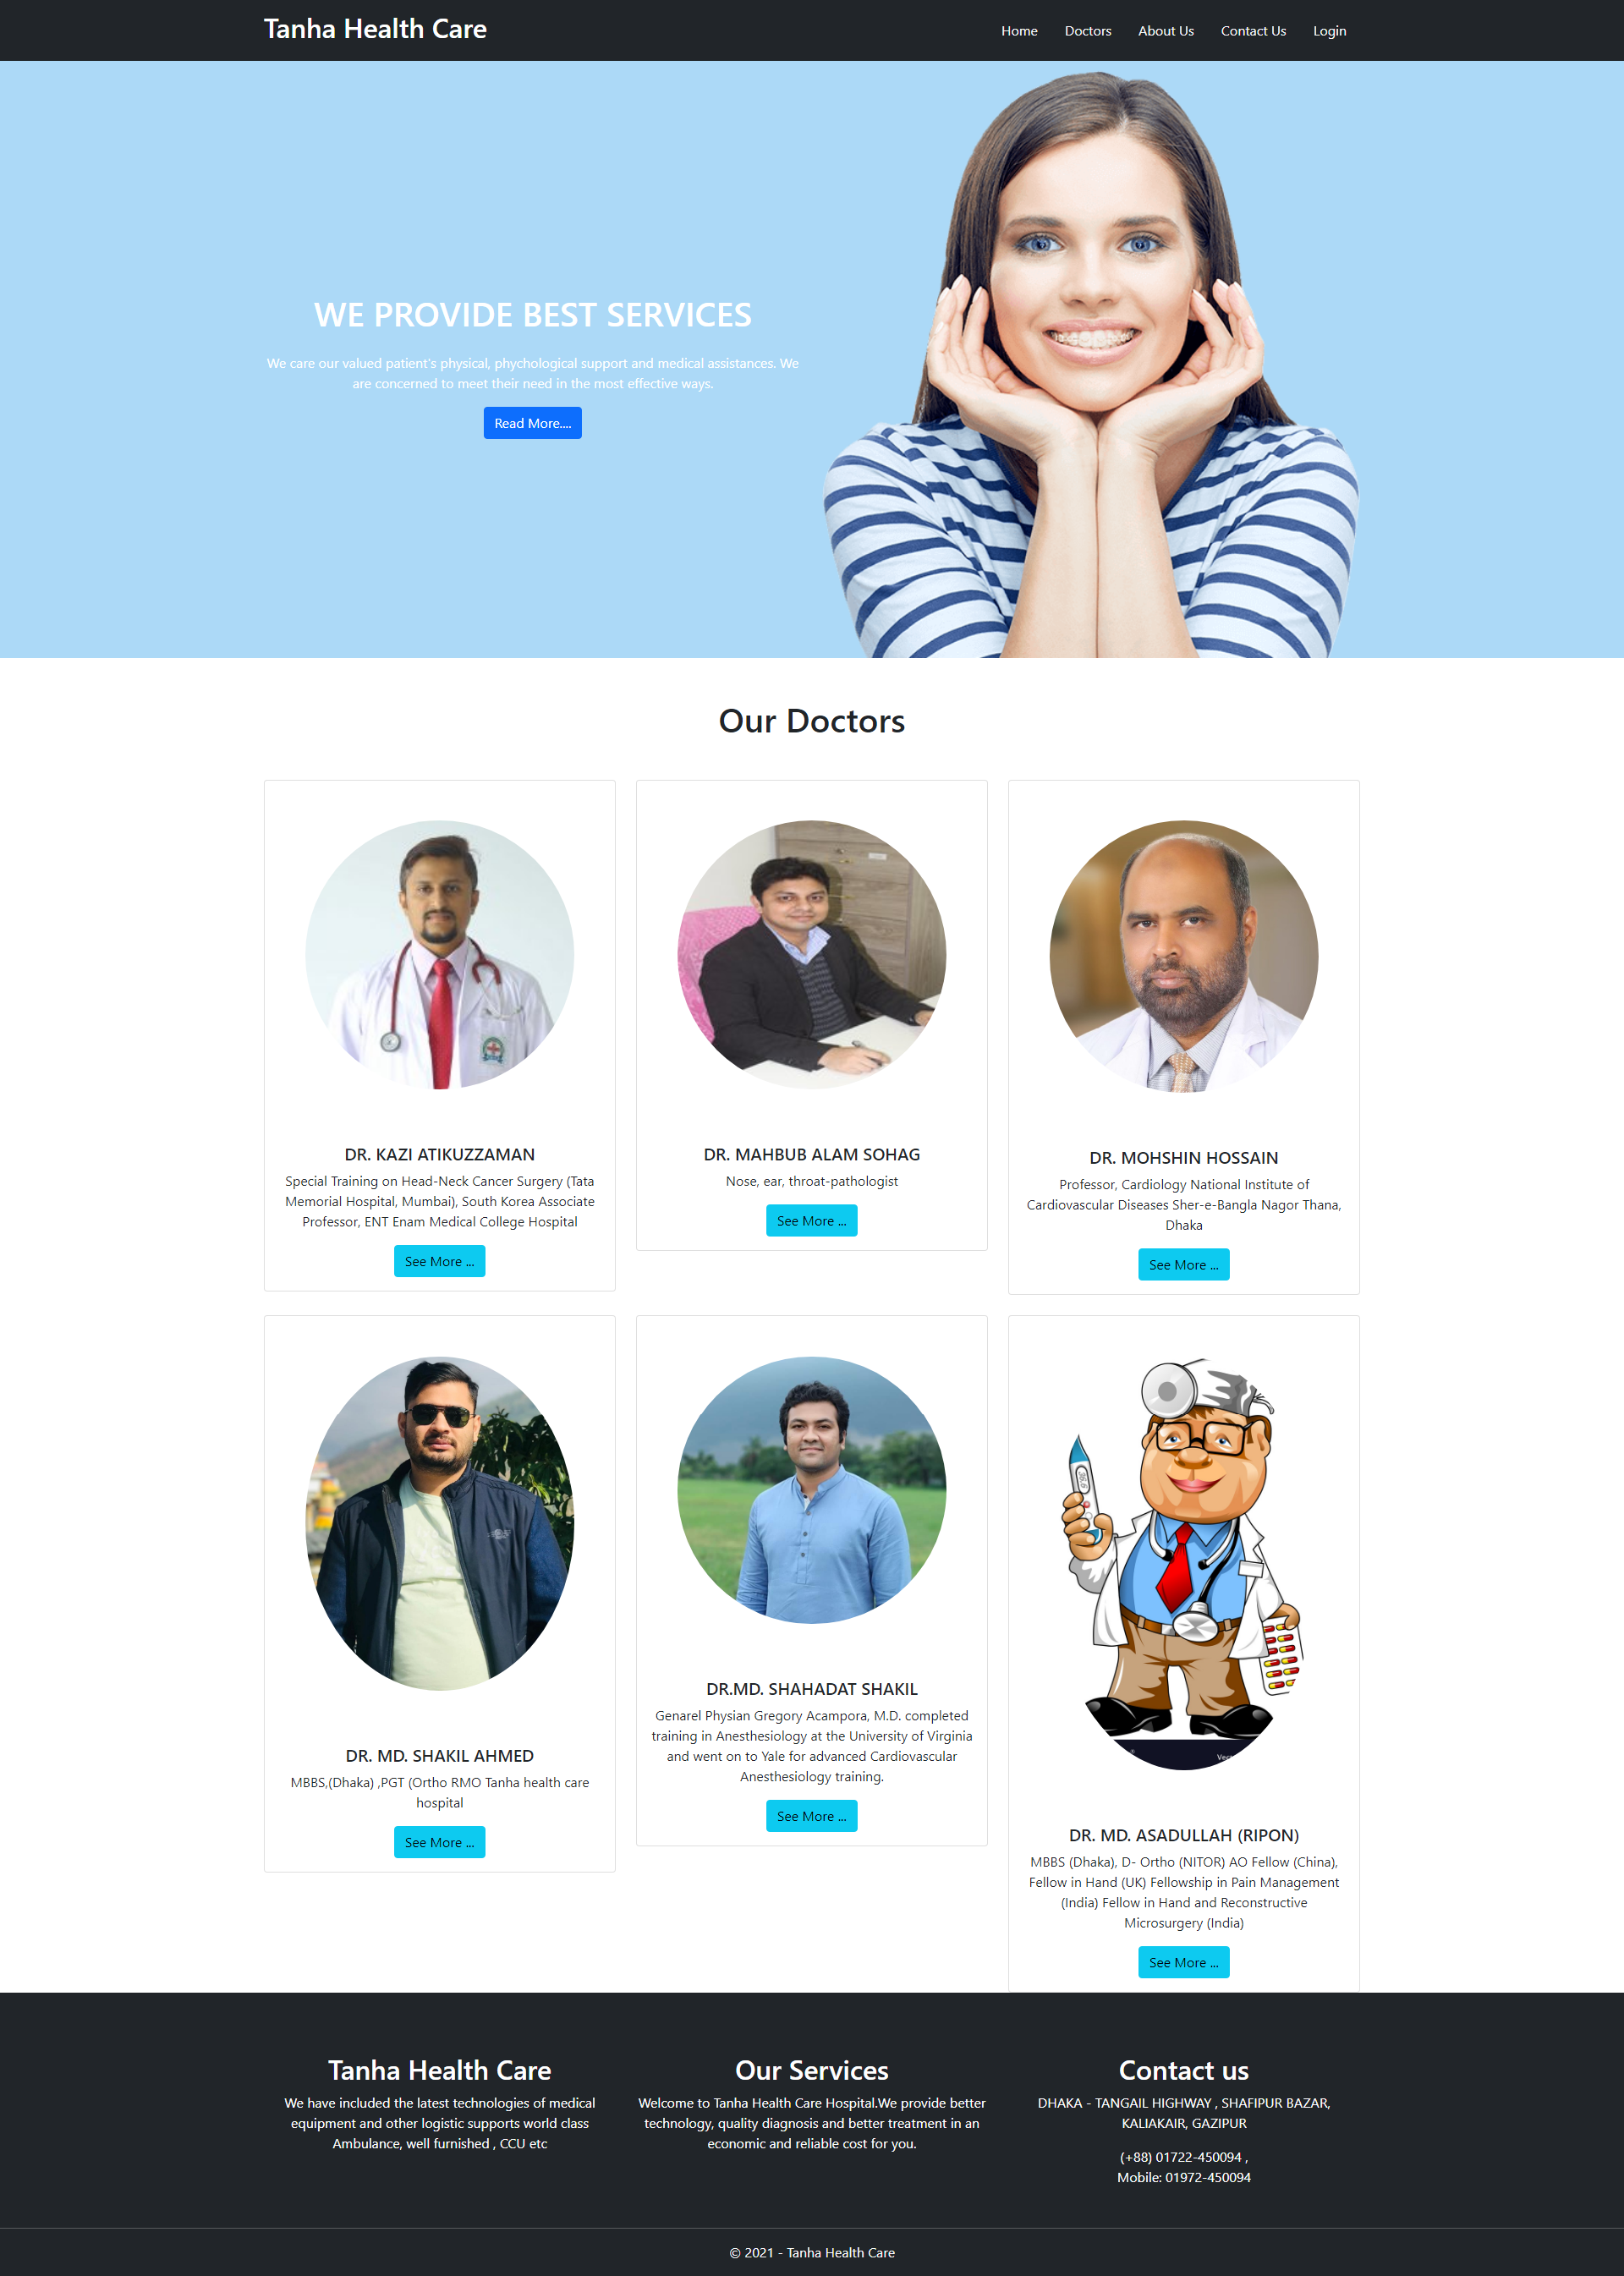 Tanha Health Care
Home Doctors About Us Contact Us Login
WE PROVIDE BEST SERVICES
We care our valued patient's physical, phychological support and medical assistances. We
are concerned to meet their need in the most effective ways.
Read More....
Our Doctors
DR. KAZI ATIKUZZAMAN
Special Training on Head-Neck Cancer Surgery (Tata
Memorial Hospital, Mumbai), South Korea Associate
Professor, ENT Enam Medical College Hospital
See More ...
DR. MAHBUB ALAM SOHAG
Nose, ear, throat-pathologist
See More ...
DR. MOHSHIN HOSSAIN
Professor, Cardiology National Institute of
Cardiovascular Diseases Sher-e-Bangla Nagor Thana,
Dhaka
See More ...
DR. MD. SHAKIL AHMED
MBBS,(Dhaka) ,PGT (Ortho RMO Tanha health care
hospital
See More ...
DR.MD. SHAHADAT SHAKIL
Genarel Physian Gregory Acampora, M.D. completed
training in Anesthesiology at the University of Virginia
and went on to Yale for advanced Cardiovascular
Anesthesiology training.
See More ...
36.6
DR. MD. ASADULLAH (RIPON)
MBBS (Dhaka), D- Ortho (NITOR) AO Fellow (China),
Fellow in Hand (UK) Fellowship in Pain Management
(India) Fellow in Hand and Reconstructive
Microsurgery (India)
See More ...
Tanha Health Care
We have included the latest technologies of medical
equipment and other logistic supports world class
Ambulance, well furnished , CCU etc
Our Services
Welcome to Tanha Health Care Hospital.We provide better
technology, quality diagnosis and better treatment in an
economic and reliable cost for you.
Contact us
DHAKA - TANGAIL HIGHWAY , SHAFIPUR BAZAR,
KALIAKAIR, GAZIPUR
(+88) 01722-450094 ,
Mobile: 01972-450094
© 2021 - Tanha Health Care